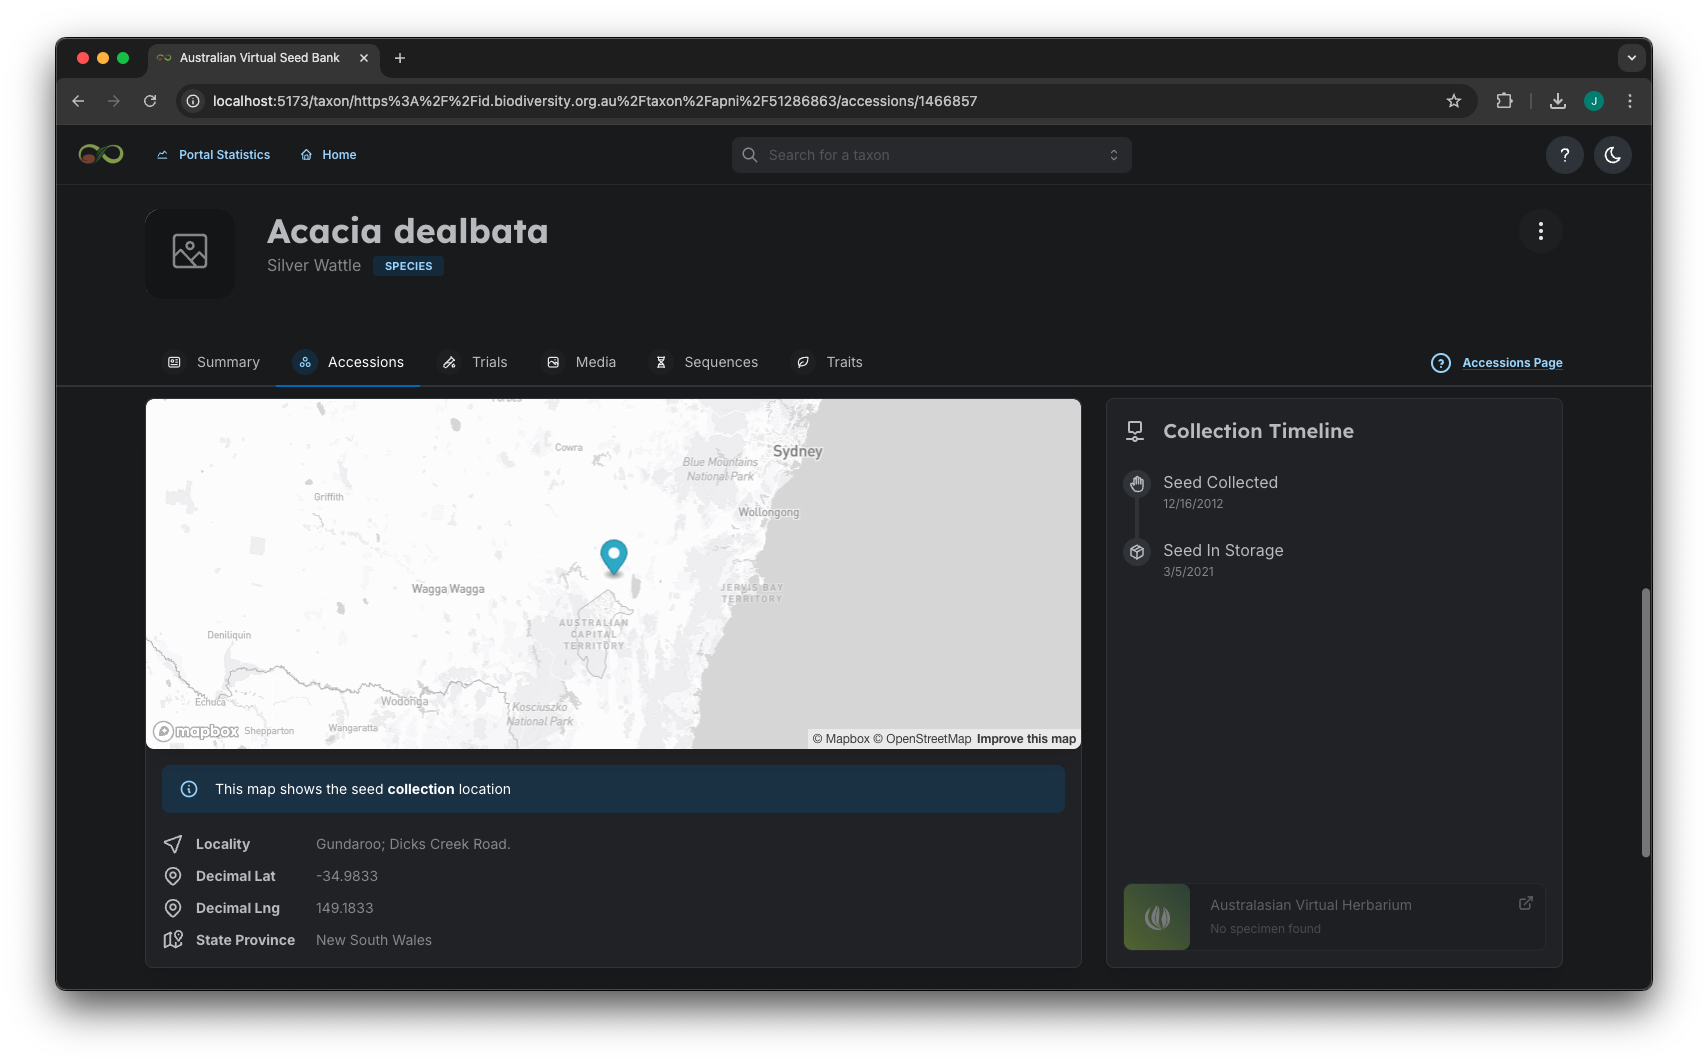 Australian Virtual Seed Bank
localhost:5173/taxon/https%3A%2F%2Fid.biodiversity.org.au%2Ftaxon%2Fapni%2F51286863/accessions/1466857
J
Portal Statistics
Home
Search for a taxon
?
Acacia dealbata
Silver Wattle
SPECIES
Summary
Accessions
Trials
Media
Sequences
Traits
? Accessions Page
Cowra
Sydney
Blue Mountains
National Park
Griffith
Wollongong
Wagga Wagga
JERVIS BAY
TERRITORY
AUSTRALIAN
CAPITAL
TERRITORY
Deniliquin
Echuca
Wodonga
Kosciuszko
National Park
mapbox
Shepparton
Wangaratta
© Mapbox © OpenStreetMap Improve this map
This map shows the seed collection location
Locality Gundaroo; Dicks Creek Road.
Decimal Lat -34.9833
Decimal Lng 149.1833
State Province New South Wales
Collection Timeline
Seed Collected
12/16/2012
Seed In Storage
3/5/2021
Australasian Virtual Herbarium
No specimen found